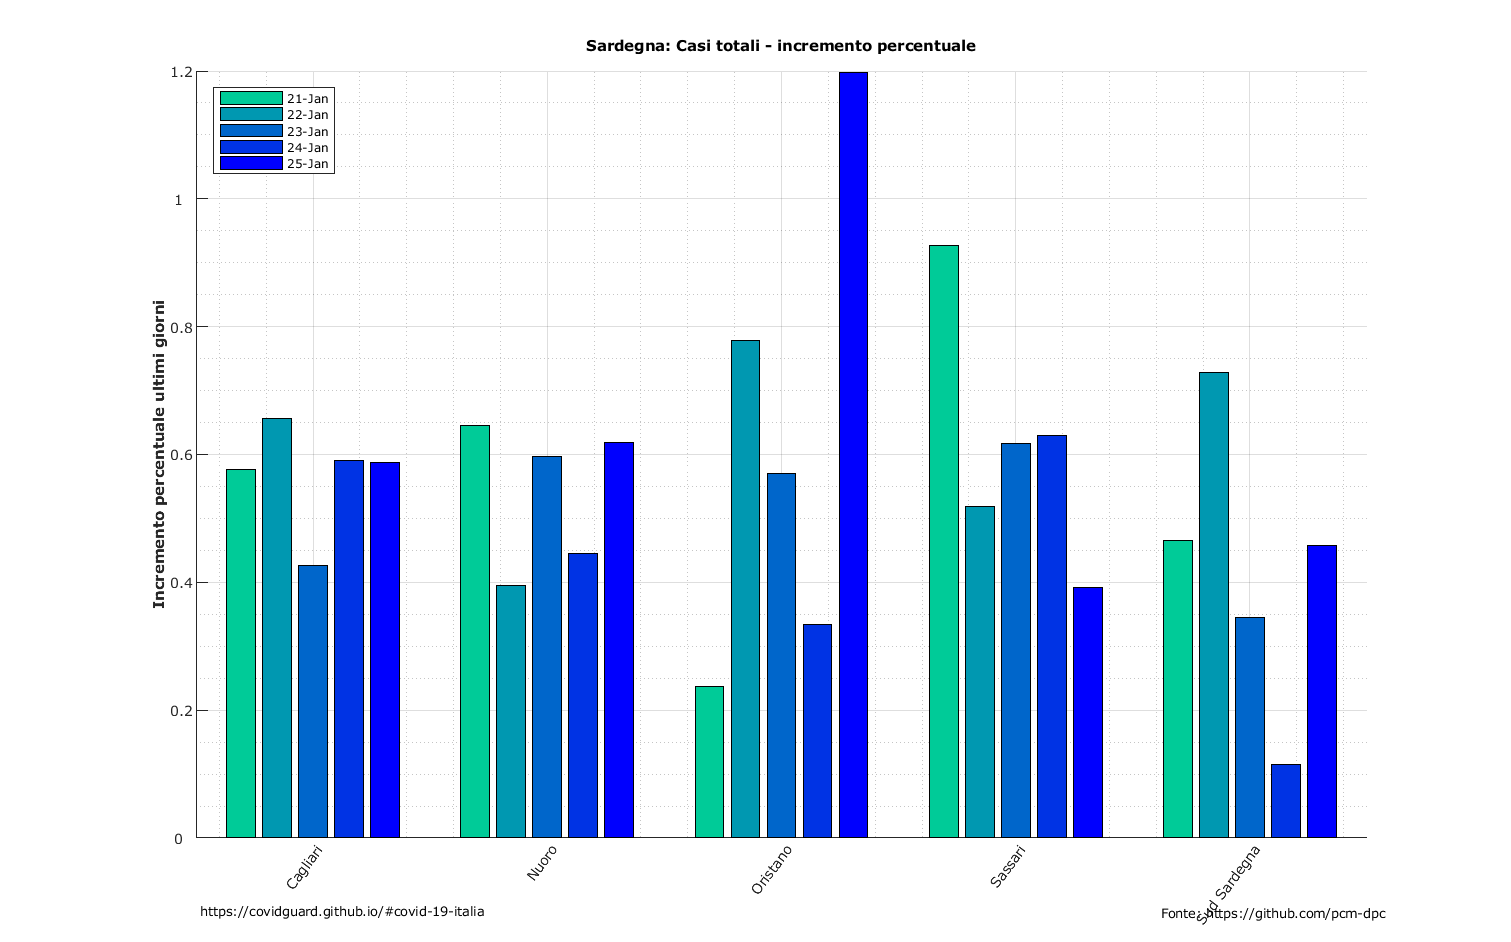 Sardegna: Casi totali - incremento percentuale
1.2
1
0.8
0.6
0.4
0.2
0
Incremento percentuale ultimi giorni
21-Jan
22-Jan
23-Jan
24-Jan
25-Jan
Cagliari
Nuoro
Oristano
Sassari
Sud Sardegna
https://covidguard.github.io/#covid-19-italia
Fonte: https://github.com/pcm-dpc